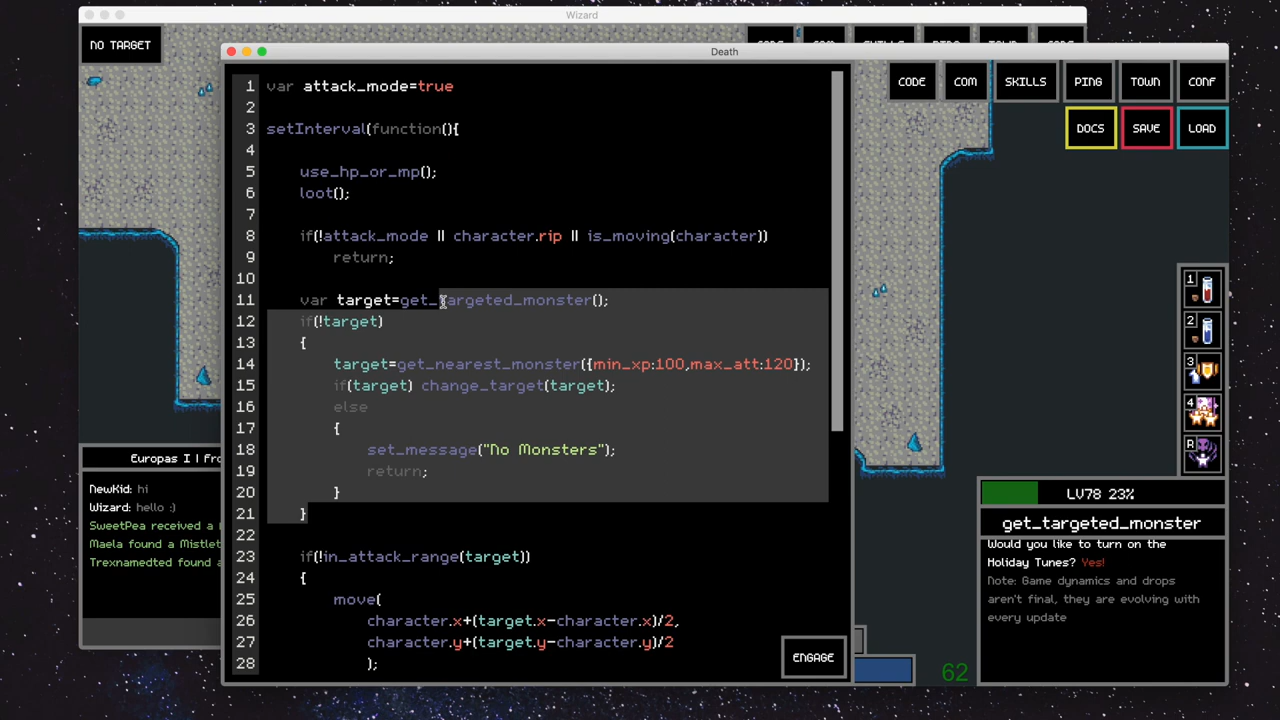 Wizard
NO TARGET
Death
CODE COM SKILLS PING TOWN CONF
DOCS SAVE LOAD
1 var attack_mode=true
2
3 setInterval(function(){
4
5 use_hp_or_mp();
6 loot();
7
8 if(!attack_mode || character.rip || is_moving(character))
9 return;
10
11 var target=get_targeted_monster();
12 if(!target)
13 {
14 target=get_nearest_monster({min_xp:100,max_att:120});
15 if(target) change_target(target);
16 else
17 {
18 set_message("No Monsters");
19 return;
20 }
21 }
22
23 if(!in_attack_range(target))
24 {
25 move(
26 character.x+(target.x-character.x)/2,
27 character.y+(target.y-character.y)/2
28 );
ENGAGE
1
2
3
4
R
Europas I | Fro
NewKid: hi
Wizard: hello :)
SweetPea received a
Maela found a Mistlet
Trexnamedted found a
LV78 23%
get_targeted_monster
Would you like to turn on the
Holiday Tunes? Yes!
Note: Game dynamics and drops
aren't final, they are evolving with
every update
62